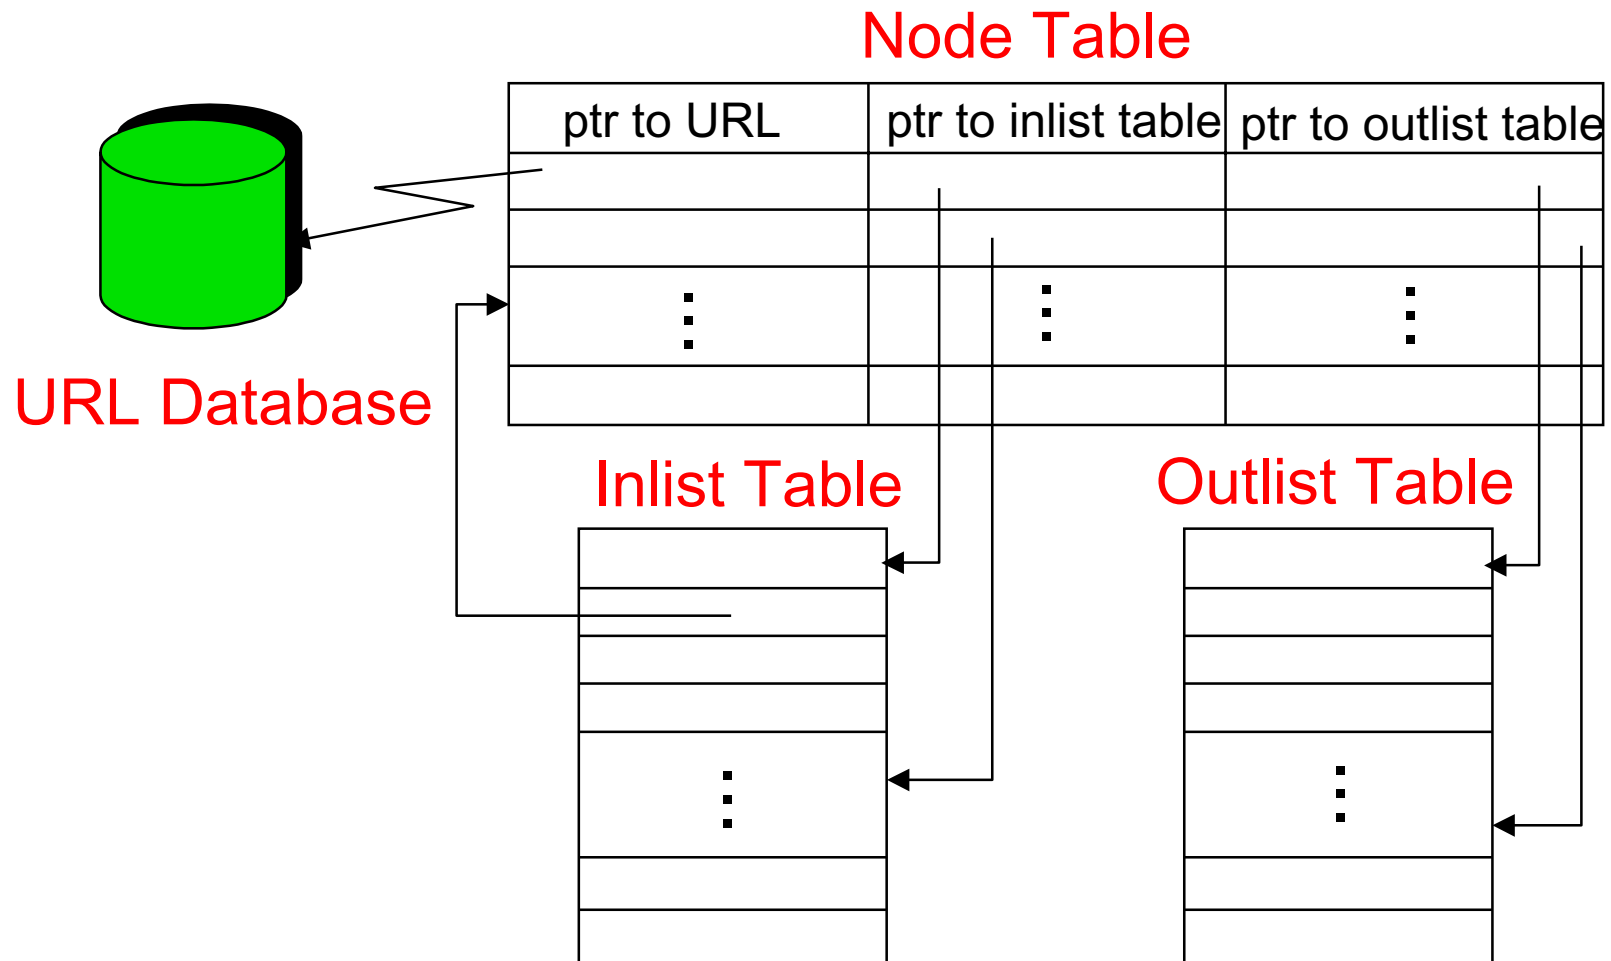 Node Table
ptr to URL
ptr to inlist table
ptr to outlist table
URL Database
Inlist Table
Outlist Table